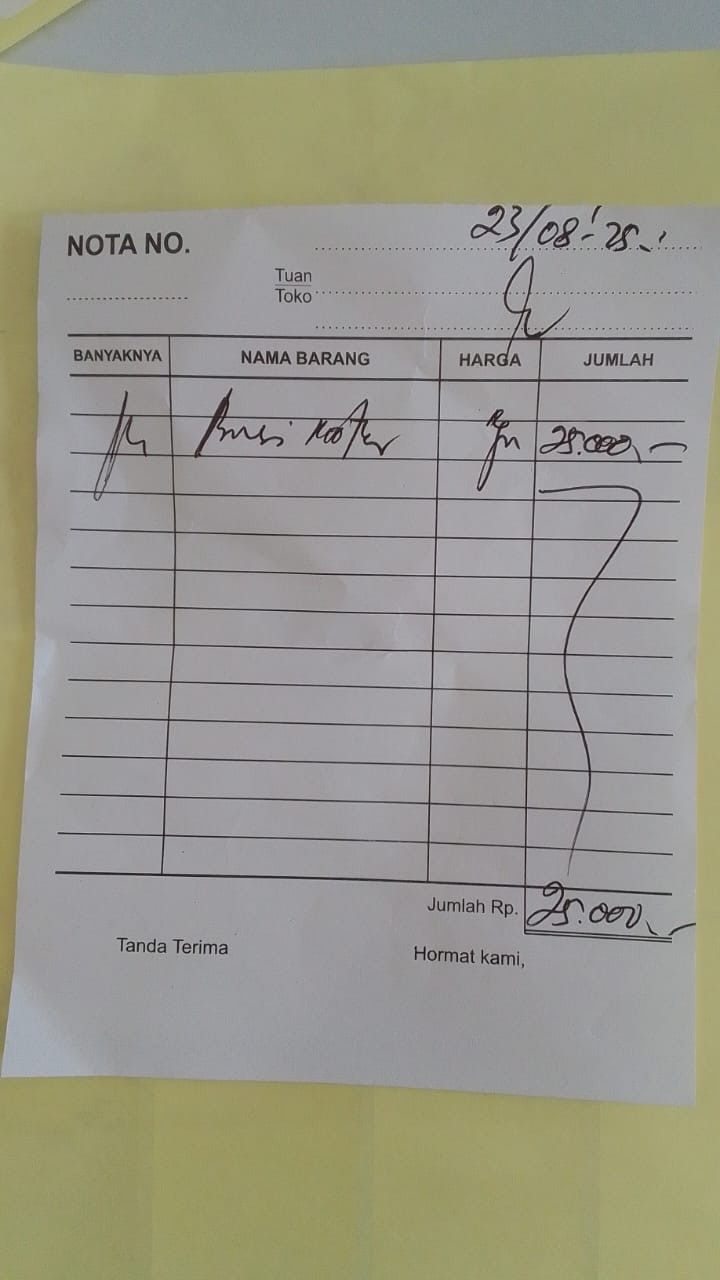 NOTA NO.
23/08-'25
Tuan
Toko
BANYAKNYA NAMA BARANG HARGA JUMLAH
Busi 25.000,-
Jumlah Rp. 25.000,-
Tanda Terima Hormat kami,